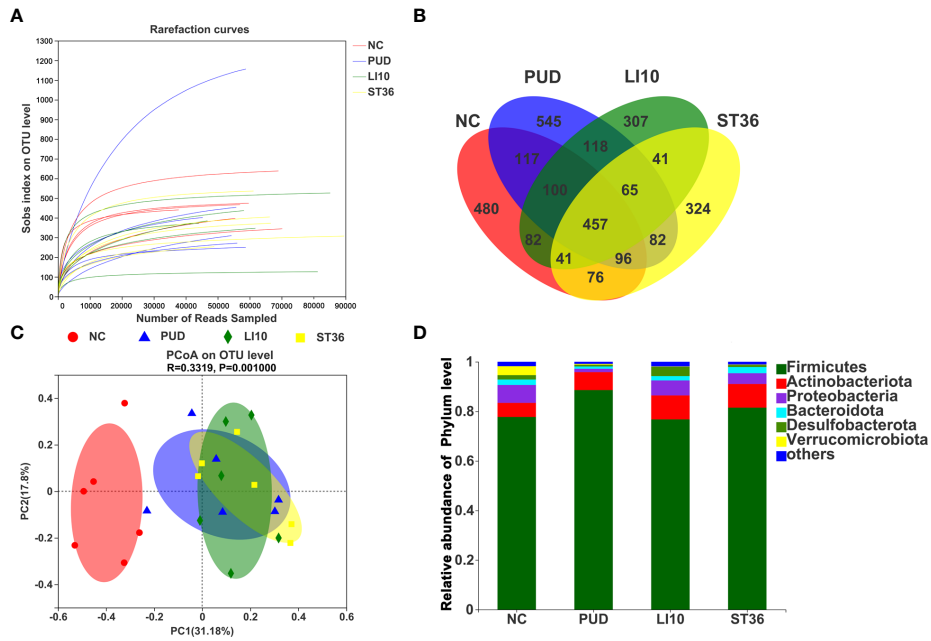 A
Rarefaction curves
1300
1200
1100
1000
900
800
700
600
500
400
300
200
100
0
Sobs index on OTU level
0 10000 20000 30000 40000 50000 60000 70000 80000 90000
Number of Reads Sampled
NC
PUD
LI10
ST36
B
PUD LI10
NC ST36
545 307
117 118 41
100 65
480 324
457
82 82
41 96
76
C
NC PUD LI10 ST36
PCoA on OTU level
R=0.3319, P=0.001000
0.4
0.2
0
-0.2
-0.4
PC2(17.8%)
-0.6 -0.4 -0.2 0 0.2 0.4 0.6
PC1(31.18%)
D
Relative abundance of Phylum level
1
0.8
0.6
0.4
0.2
0
NC PUD LI10 ST36
Firmicutes
Actinobacteriota
Proteobacteria
Bacteroidota
Desulfobacterota
Verrucomicrobiota
others